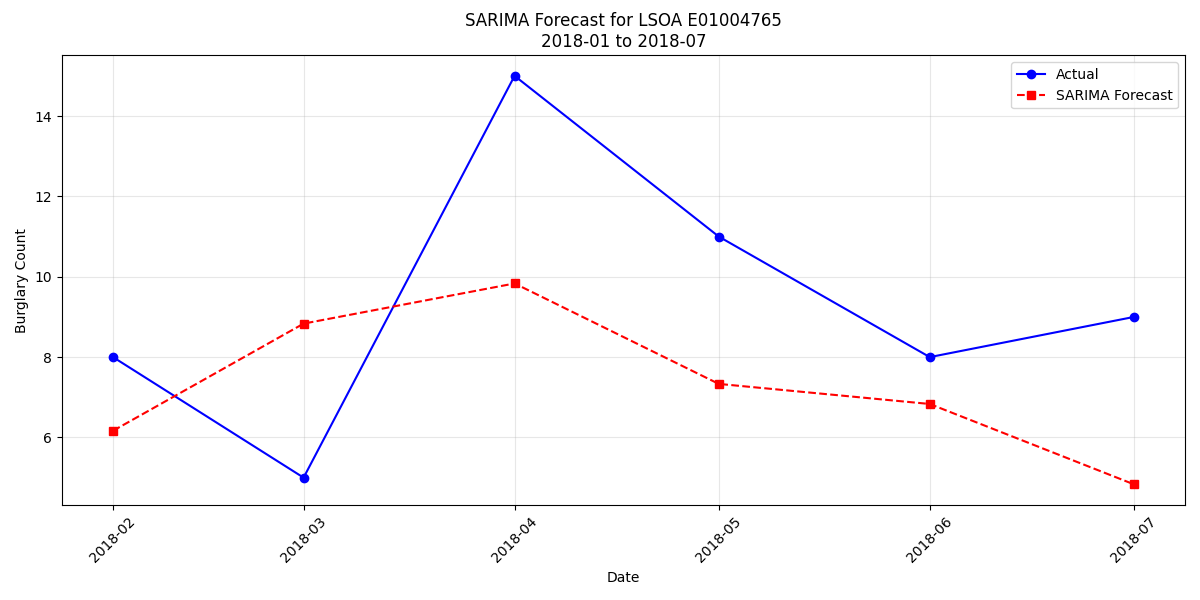 SARIMA Forecast for LSOA E01004765
2018-01 to 2018-07
Actual
SARIMA Forecast
Burglary Count
14
12
10
8
6
2018-02
2018-03
2018-04
2018-05
2018-06
2018-07
Date